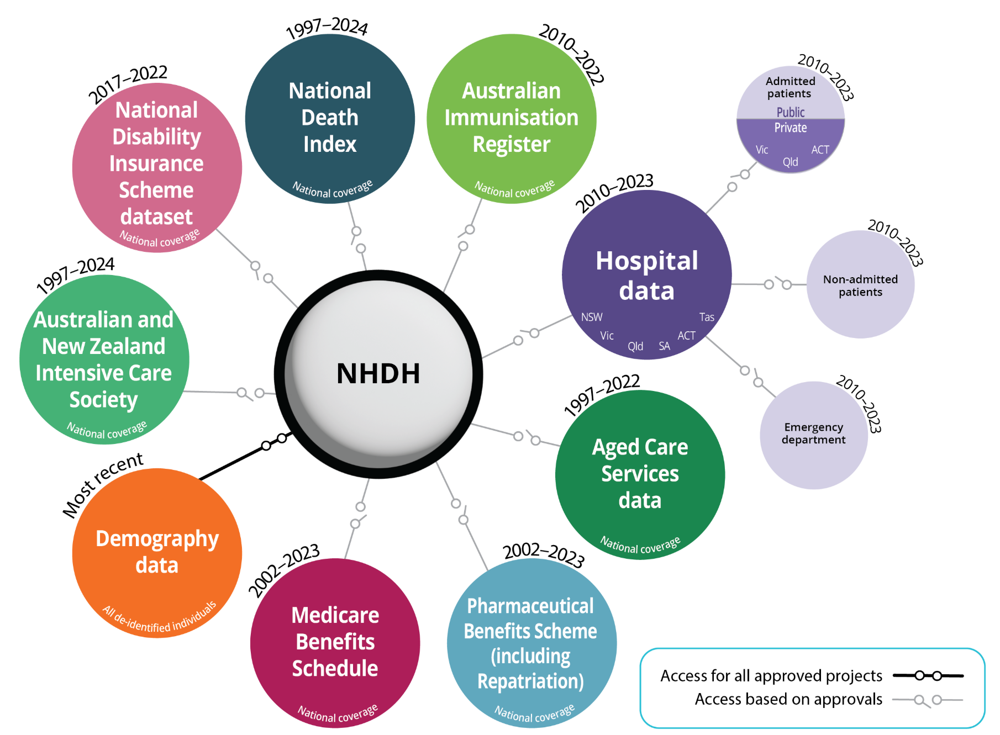 1997–2024
National
Death
Index
National coverage
2010–2022
Australian
Immunisation
Register
National coverage
2017–2022
National
Disability
Insurance
Scheme
dataset
National coverage
2010–2023
Admitted
patients
Public
Private
Vic
Qld
ACT
2010–2023
Hospital
data
NSW
Vic
Qld
SA
ACT
Tas
2010–2023
Non-admitted
patients
1997–2024
Australian and
New Zealand
Intensive Care
Society
National coverage
NHDH
2010–2023
Emergency
department
1997–2022
Aged Care
Services
data
National coverage
Most recent
Demography
data
All de-identified individuals
2002–2023
Medicare
Benefits
Schedule
National coverage
2002–2023
Pharmaceutical
Benefits Scheme
(including
Repatriation)
National coverage
Access for all approved projects
Access based on approvals